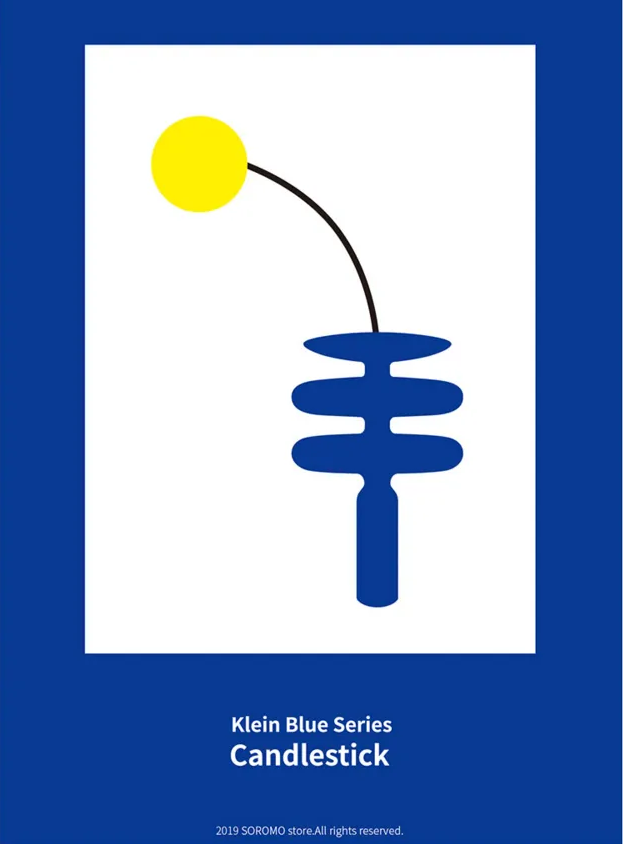 Klein Blue Series
Candlestick
2019 SOROMO store.All rights reserved.